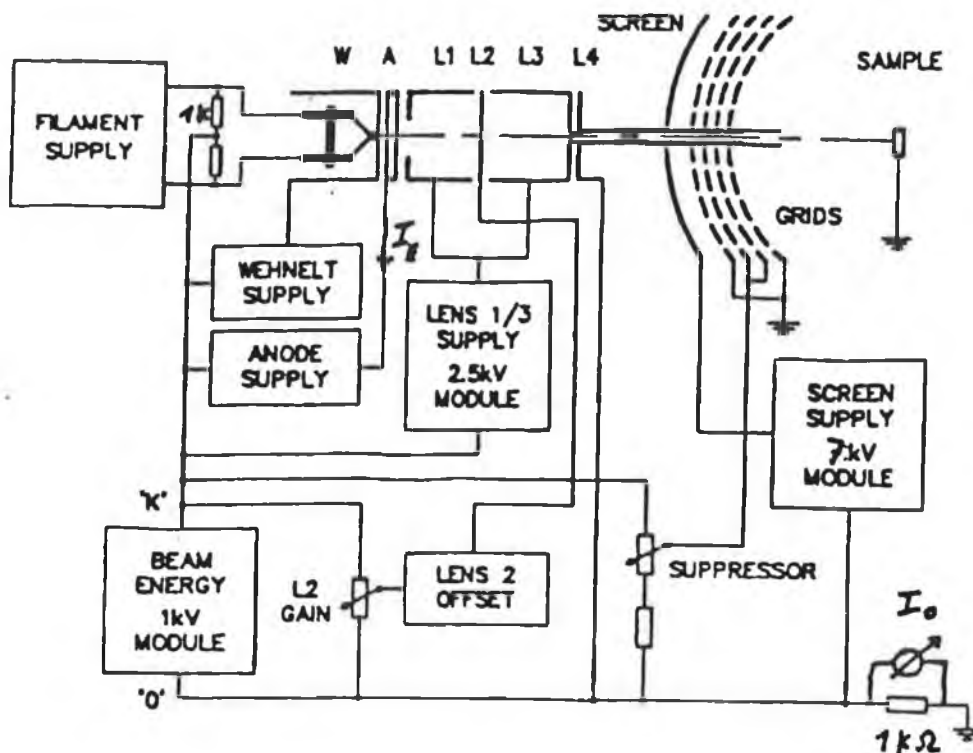 SCREEN
W A L1 L2 L3 L4
SAMPLE
FILAMENT
SUPPLY
1k
GRIDS
WEHNELT
SUPPLY
ANODE
SUPPLY
LENS 1/3
SUPPLY
2.5kV
MODULE
SCREEN
SUPPLY
7kV
MODULE
"K"
BEAM
ENERGY
1kV
MODULE
L2
GAIN
LENS 2
OFFSET
SUPPRESSOR
I₀
"0"
1kΩ